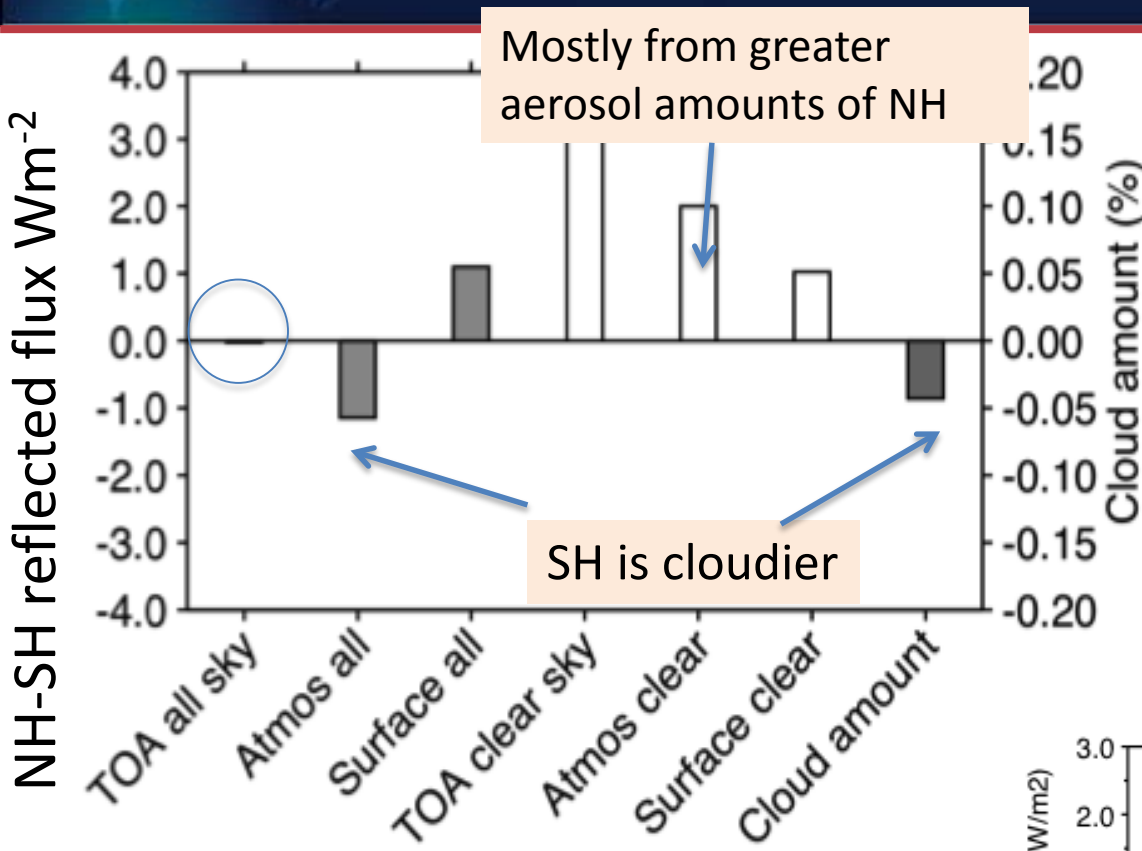 Mostly from greater
aerosol amounts of NH
4.0
3.0
2.0
1.0
0.0
-1.0
-2.0
-3.0
-4.0
NH-SH reflected flux Wm-2
.20
0.15
0.10
0.05
0.00
-0.05
-0.10
-0.15
-0.20
Cloud amount (%)
SH is cloudier
TOA all sky
Atmos all
Surface all
TOA clear sky
Atmos clear
Surface clear
Cloud amount
3.0
2.0
W/m2)